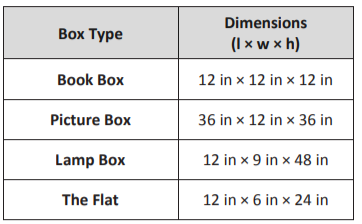 Box Type
Dimensions
(l × w × h)
Book Box
12 in × 12 in × 12 in
Picture Box
36 in × 12 in × 36 in
Lamp Box
12 in × 9 in × 48 in
The Flat
12 in × 6 in × 24 in